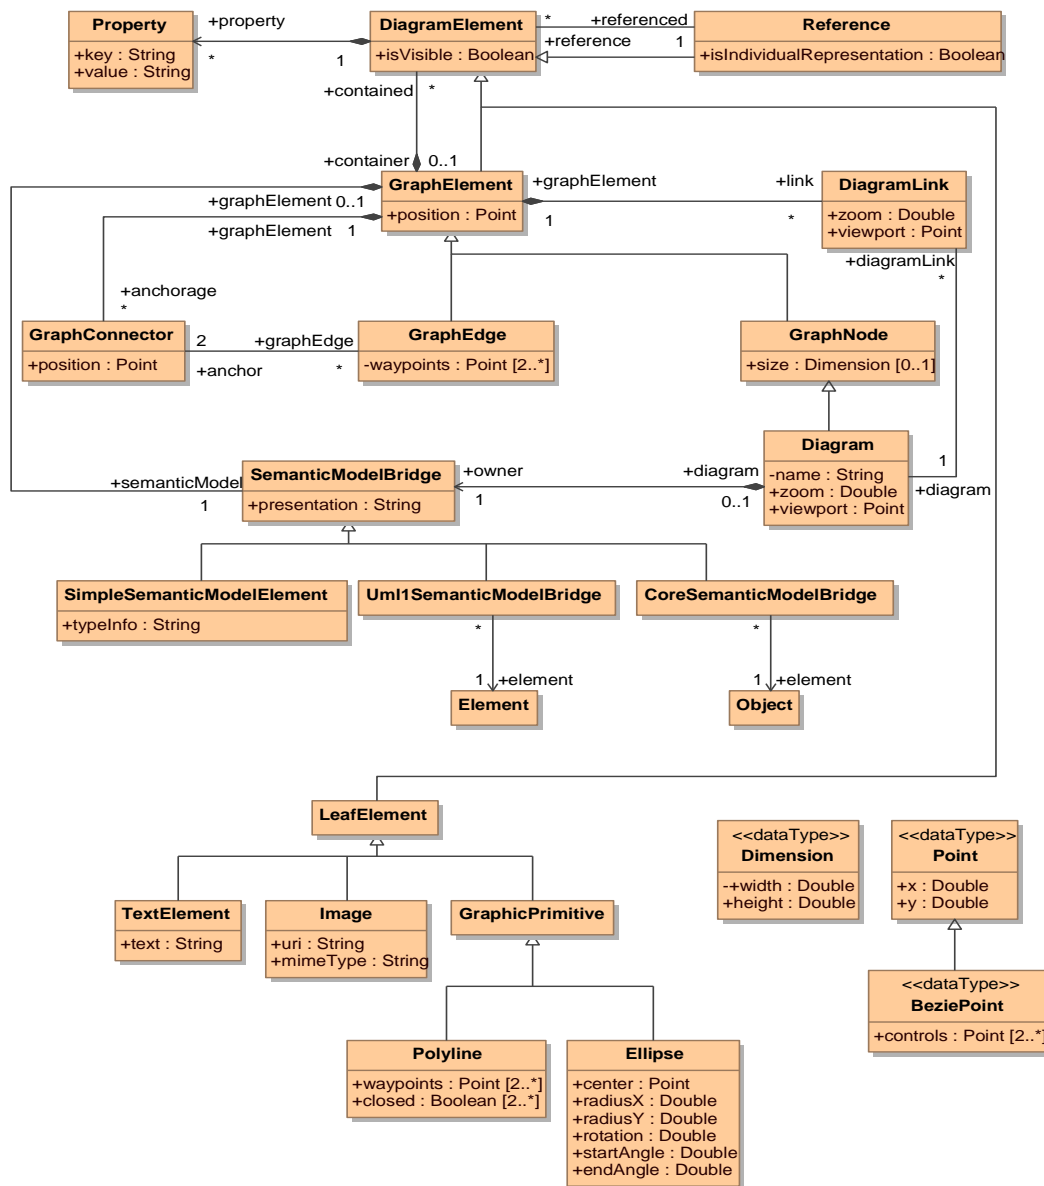 Property
+key : String
+value : String
+property
*
1
DiagramElement
+isVisible : Boolean
*
+referenced
+reference
1
Reference
+isIndividualRepresentation : Boolean
+contained
*
+container
0..1
GraphElement
+position : Point
+graphElement
0..1
+graphElement
1
+graphElement
1
+link
*
DiagramLink
+zoom : Double
+viewport : Point
+diagramLink
*
+anchorage
*
GraphConnector
+position : Point
2
+anchor
+graphEdge
*
GraphEdge
-waypoints : Point [2..*]
GraphNode
+size : Dimension [0..1]
Diagram
-name : String
+zoom : Double
+viewport : Point
1
+diagram
+semanticModel
1
SemanticModelBridge
+presentation : String
+owner
1
+diagram
0..1
SimpleSemanticModelElement
+typeInfo : String
Uml1SemanticModelBridge
CoreSemanticModelBridge
*
1
+element
*
1
+element
Element
Object
LeafElement
TextElement
+text : String
Image
+uri : String
+mimeType : String
GraphicPrimitive
<<dataType>>
Dimension
-+width : Double
+height : Double
<<dataType>>
Point
+x : Double
+y : Double
<<dataType>>
BeziePoint
+controls : Point [2..*]
Polyline
+waypoints : Point [2..*]
+closed : Boolean [2..*]
Ellipse
+center : Point
+radiusX : Double
+radiusY : Double
+rotation : Double
+startAngle : Double
+endAngle : Double